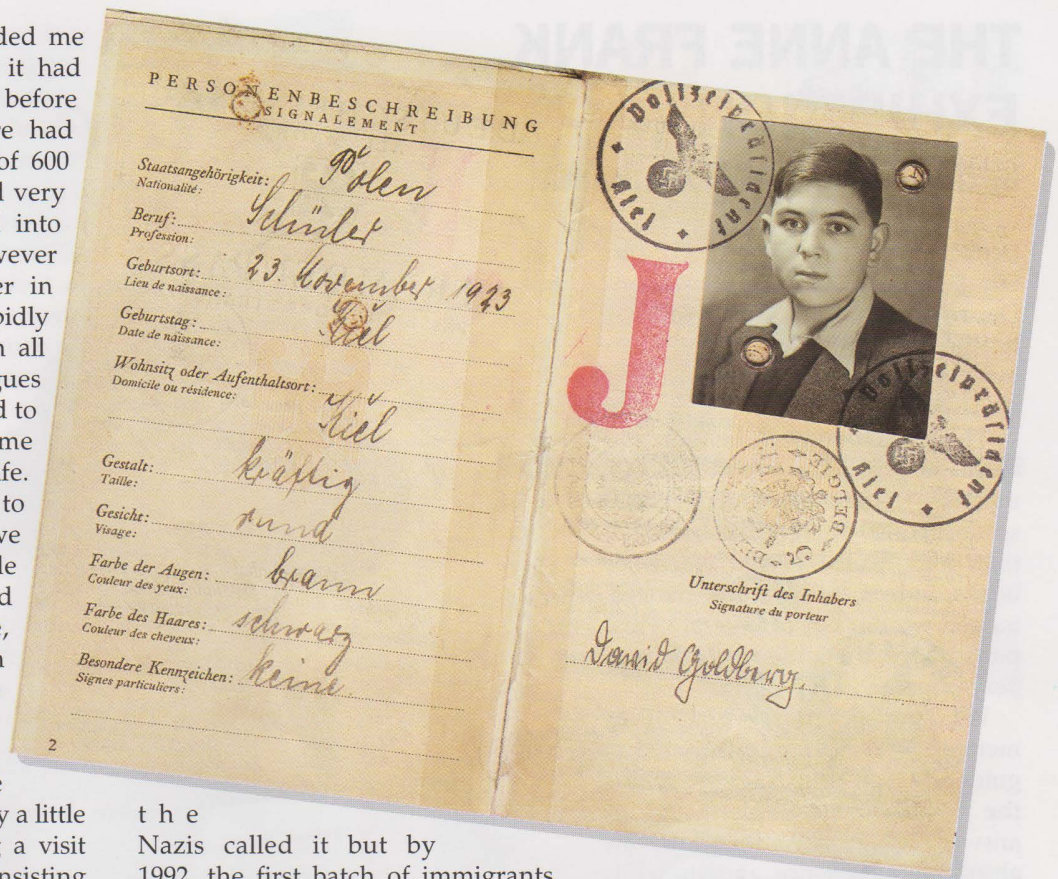 ded me
it had
before
re had
of 600
l very
into
vever
er in
bidly
n all
gues
d to
me
ife.
to
ve
le
d
,
n
e
y a little
a visit
nsisting
PERSONENBESCHREIBUNG
SIGNALEMENT
Staatsangehörigkeit: Polen
Nationalité:
Beruf: Schüler
Profession:
Geburtsort: 23. November 1923
Lieu de naissance:
Geburtstag: Kiel
Date de naissance:
Wohnsitz oder Aufenthaltsort:
Domicile ou résidence:
Kiel
Gestalt: kräftig
Taille:
Gesicht: rund
Visage:
Farbe der Augen: braun
Couleur des yeux:
Farbe des Haares: schwarz
Couleur des cheveux:
Besondere Kennzeichen: keine.
Signes particuliers:
2
Polizeipräsident
Kiel
J
Polizeipräsident
Kiel
BELGIE
Unterschrift des Inhabers
Signature du porteur
David Goldberg.
the
Nazis called it but by
1992, the first batch of immigrants
THE ANNE FRANK